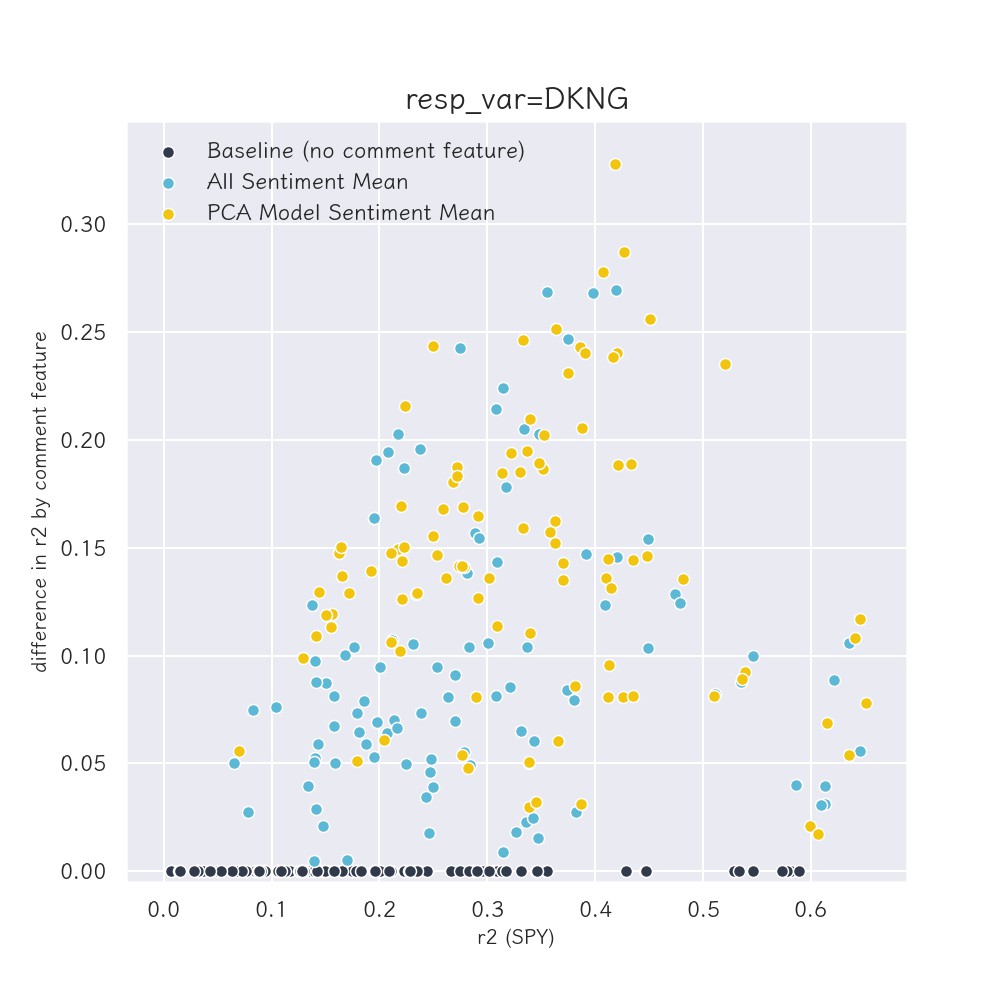 resp_var=DKNG
Baseline (no comment feature)
All Sentiment Mean
PCA Model Sentiment Mean
0.30
0.25
0.20
0.15
0.10
0.05
0.00
difference in r2 by comment feature
0.0 0.1 0.2 0.3 0.4 0.5 0.6
r2 (SPY)